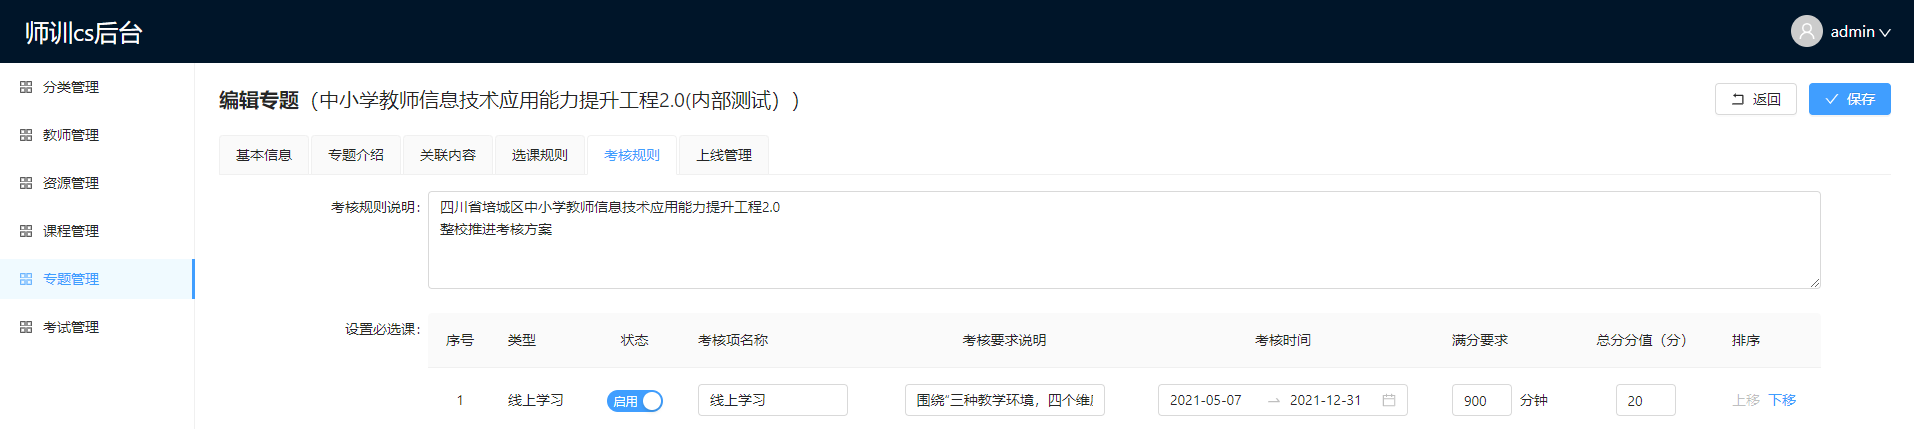 师训cs后台
admin
分类管理
教师管理
资源管理
课程管理
专题管理
考试管理
编辑专题（中小学教师信息技术应用能力提升工程2.0(内部测试））
返回
保存
基本信息 专题介绍 关联内容 选课规则 考核规则 上线管理
考核规则说明：
四川省培城区中小学教师信息技术应用能力提升工程2.0
整校推进考核方案
设置必选课：
序号 类型 状态 考核项名称 考核要求说明 考核时间 满分要求 总分分值（分） 排序
1 线上学习 启用 线上学习 围绕“三种教学环境，四个维 2021-05-07 → 2021-12-31 900 分钟 20 上移 下移